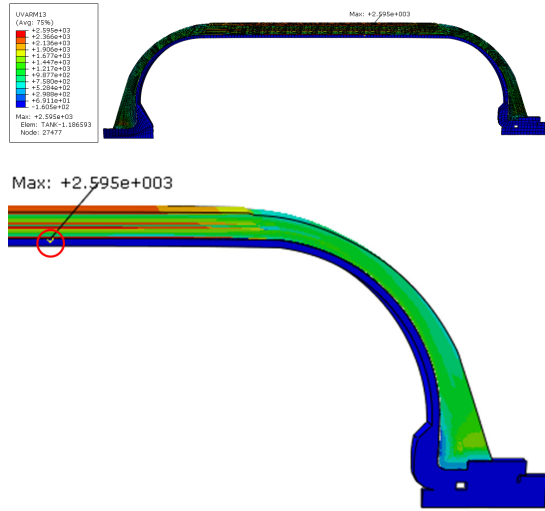 UVARM13
(Avg: 75%)
+2.595e+03
+2.366e+03
+2.136e+03
+1.906e+03
+1.677e+03
+1.447e+03
+1.217e+03
+9.877e+02
+7.580e+02
+5.284e+02
+2.988e+02
+6.911e+01
-1.605e+02
Max: +2.595e+03
Elem: TANK-1.186593
Node: 27477
Max: +2.595e+003
Max: +2.595e+003